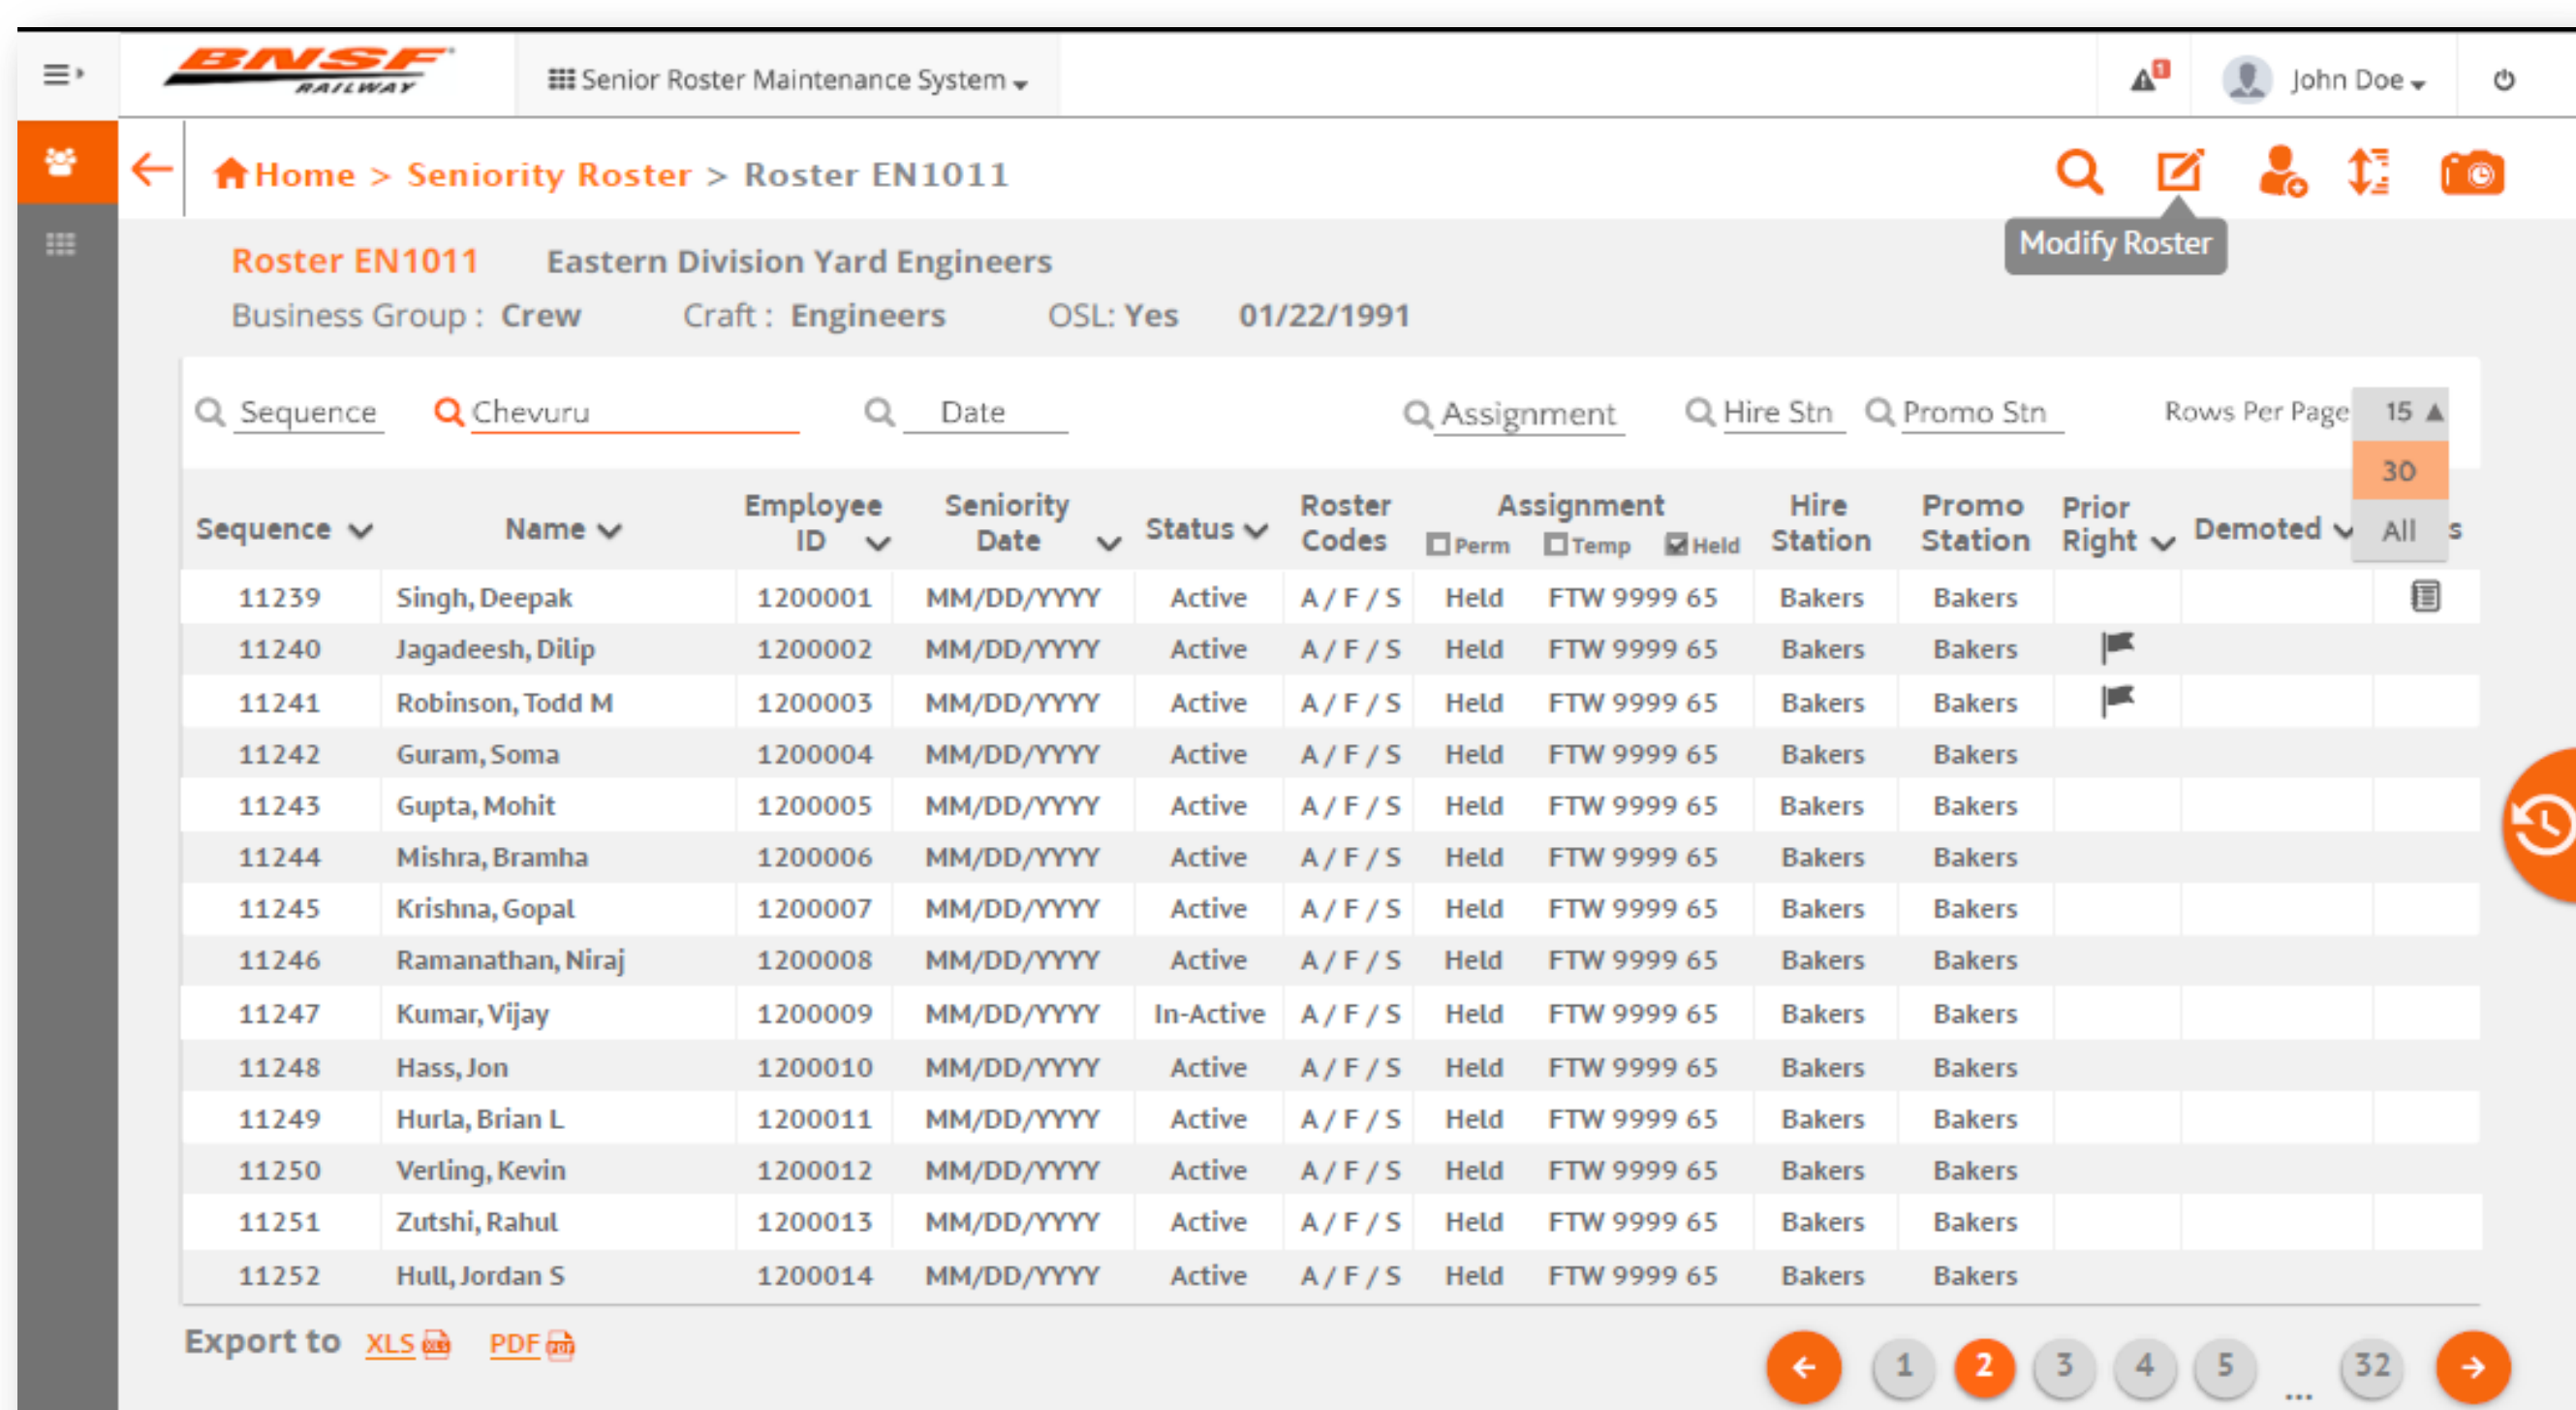 BNSF RAILWAY
Senior Roster Maintenance System
1
John Doe
Home > Seniority Roster > Roster EN1011
Modify Roster
Roster EN1011 Eastern Division Yard Engineers
Business Group : Crew Craft : Engineers OSL: Yes 01/22/1991
Sequence Chevuru Date Assignment Hire Stn Promo Stn Rows Per Page 15
30
All
Sequence Name Employee ID Seniority Date Status Roster Codes Assignment Perm Temp Held Hire Station Promo Station Prior Right Demoted s
11239 Singh, Deepak 1200001 MM/DD/YYYY Active A / F / S Held FTW 9999 65 Bakers Bakers
11240 Jagadeesh, Dilip 1200002 MM/DD/YYYY Active A / F / S Held FTW 9999 65 Bakers Bakers
11241 Robinson, Todd M 1200003 MM/DD/YYYY Active A / F / S Held FTW 9999 65 Bakers Bakers
11242 Guram, Soma 1200004 MM/DD/YYYY Active A / F / S Held FTW 9999 65 Bakers Bakers
11243 Gupta, Mohit 1200005 MM/DD/YYYY Active A / F / S Held FTW 9999 65 Bakers Bakers
11244 Mishra, Bramha 1200006 MM/DD/YYYY Active A / F / S Held FTW 9999 65 Bakers Bakers
11245 Krishna, Gopal 1200007 MM/DD/YYYY Active A / F / S Held FTW 9999 65 Bakers Bakers
11246 Ramanathan, Niraj 1200008 MM/DD/YYYY Active A / F / S Held FTW 9999 65 Bakers Bakers
11247 Kumar, Vijay 1200009 MM/DD/YYYY In-Active A / F / S Held FTW 9999 65 Bakers Bakers
11248 Hass, Jon 1200010 MM/DD/YYYY Active A / F / S Held FTW 9999 65 Bakers Bakers
11249 Hurla, Brian L 1200011 MM/DD/YYYY Active A / F / S Held FTW 9999 65 Bakers Bakers
11250 Verling, Kevin 1200012 MM/DD/YYYY Active A / F / S Held FTW 9999 65 Bakers Bakers
11251 Zutshi, Rahul 1200013 MM/DD/YYYY Active A / F / S Held FTW 9999 65 Bakers Bakers
11252 Hull, Jordan S 1200014 MM/DD/YYYY Active A / F / S Held FTW 9999 65 Bakers Bakers
Export to XLS XLS PDF PDF
1 2 3 4 5 ... 32